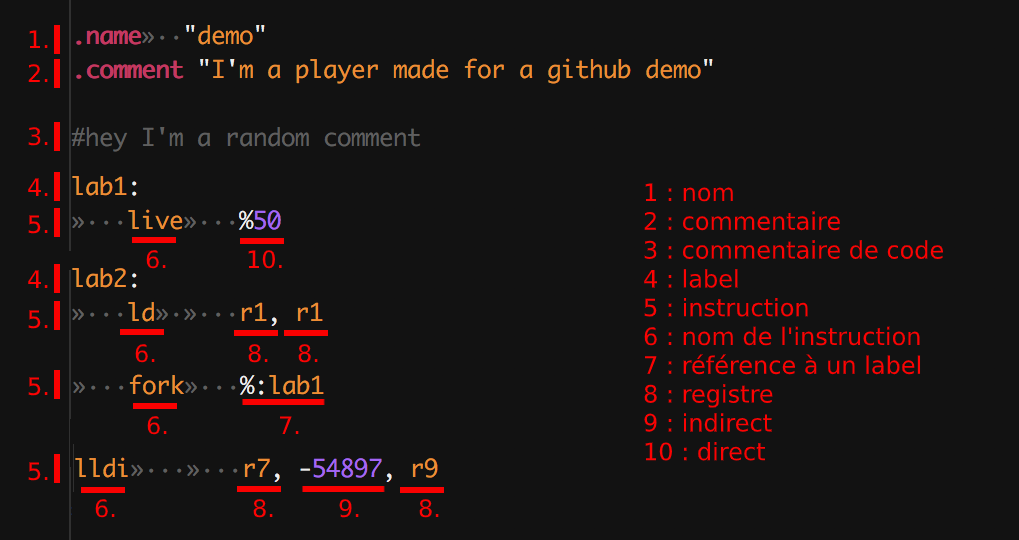 1. .name»··"demo"
2. .comment "I'm a player made for a github demo"
3. #hey I'm a random comment
4. lab1:
5. »···live»···%50
6. 10.
4. lab2:
5. »···ld»·»···r1, r1
6. 8. 8.
5. »···fork»···%:lab1
6. 7.
5. lldi»···»···r7, -54897, r9
6. 8. 9. 8.
1 : nom
2 : commentaire
3 : commentaire de code
4 : label
5 : instruction
6 : nom de l'instruction
7 : référence à un label
8 : registre
9 : indirect
10 : direct